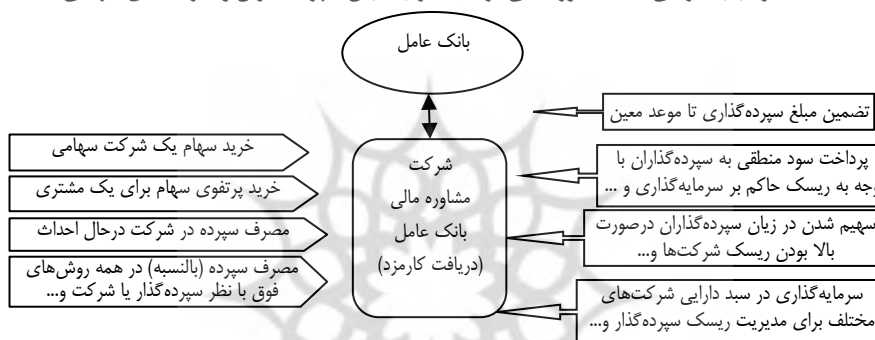 بانک عامل
تضمین مبلغ سپرده‌گذاری تا موعد معین
پرداخت سود منطقی به سپرده‌گذاران با
وجه به ریسک حاکم بر سرمایه‌گذاری و ...
سهیم شدن در زیان سپرده‌گذاران درصورت
بالا بودن ریسک شرکت‌ها و...
سرمایه‌گذاری در سبد دارایی شرکت‌های
مختلف برای مدیریت ریسک سپرده‌گذار و...
شرکت
مشاوره مالی
بانک عامل
(دریافت کارمزد)
خرید سهام یک شرکت سهامی
خرید پرتفوی سهام برای یک مشتری
مصرف سپرده در شرکت درحال احداث
مصرف سپرده (بالنسبه) در همه روش‌های
فوق با نظر سپرده‌گذار یا شرکت و...